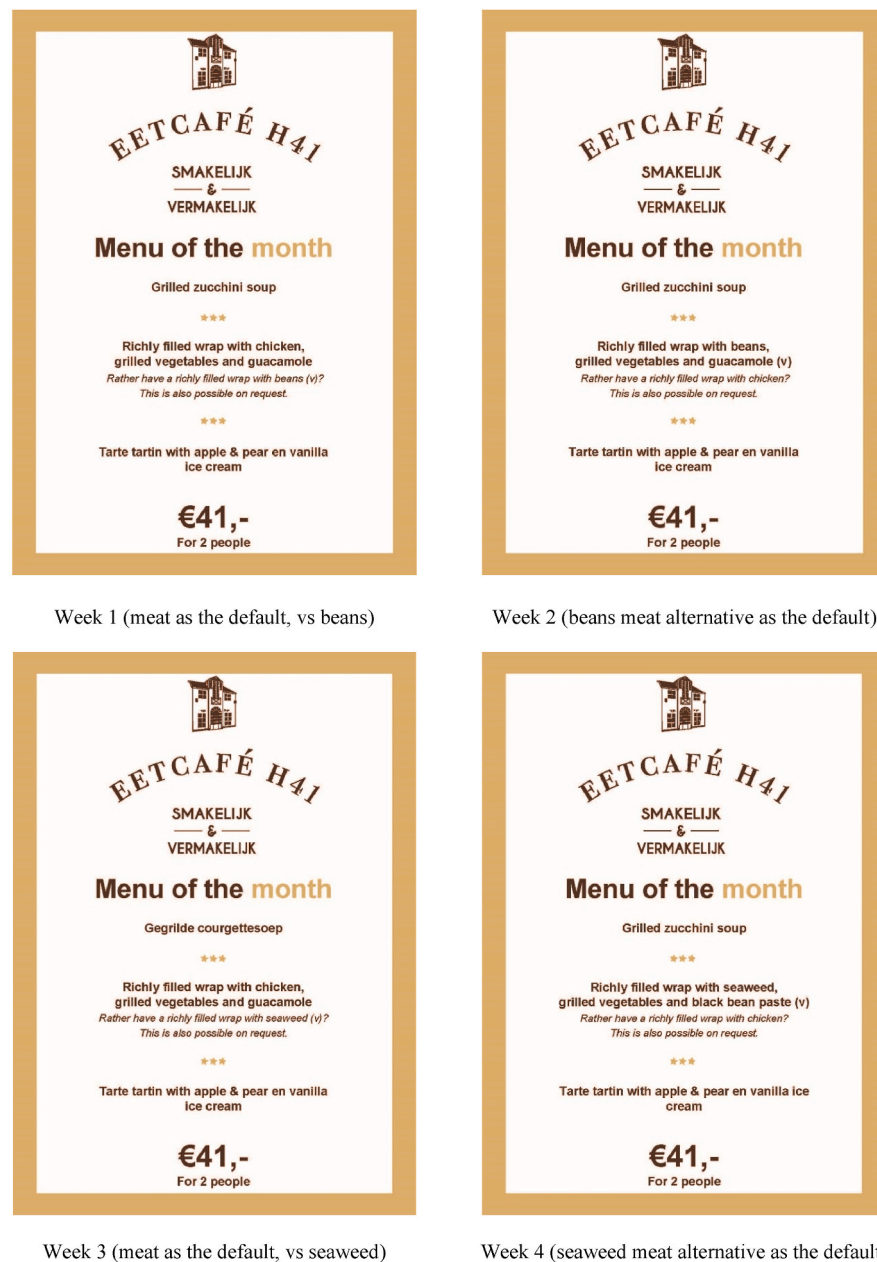 EETCAFÉ H41
SMAKELIJK
&
VERMAKELIJK
Menu of the month
Grilled zucchini soup
***
Richly filled wrap with chicken,
grilled vegetables and guacamole
Rather have a richly filled wrap with beans (v)?
This is also possible on request.
***
Tarte tartin with apple & pear en vanilla
ice cream
€41,-
For 2 people
Week 1 (meat as the default, vs beans)
EETCAFÉ H41
SMAKELIJK
&
VERMAKELIJK
Menu of the month
Grilled zucchini soup
***
Richly filled wrap with beans,
grilled vegetables and guacamole (v)
Rather have a richly filled wrap with chicken?
This is also possible on request.
***
Tarte tartin with apple & pear en vanilla
ice cream
€41,-
For 2 people
Week 2 (beans meat alternative as the default)
EETCAFÉ H41
SMAKELIJK
&
VERMAKELIJK
Menu of the month
Gegrilde courgettesoep
***
Richly filled wrap with chicken,
grilled vegetables and guacamole
Rather have a richly filled wrap with seaweed (v)?
This is also possible on request.
***
Tarte tartin with apple & pear en vanilla
ice cream
€41,-
For 2 people
Week 3 (meat as the default, vs seaweed)
EETCAFÉ H41
SMAKELIJK
&
VERMAKELIJK
Menu of the month
Grilled zucchini soup
***
Richly filled wrap with seaweed,
grilled vegetables and black bean paste (v)
Rather have a richly filled wrap with chicken?
This is also possible on request.
***
Tarte tartin with apple & pear en vanilla ice
cream
€41,-
For 2 people
Week 4 (seaweed meat alternative as the default